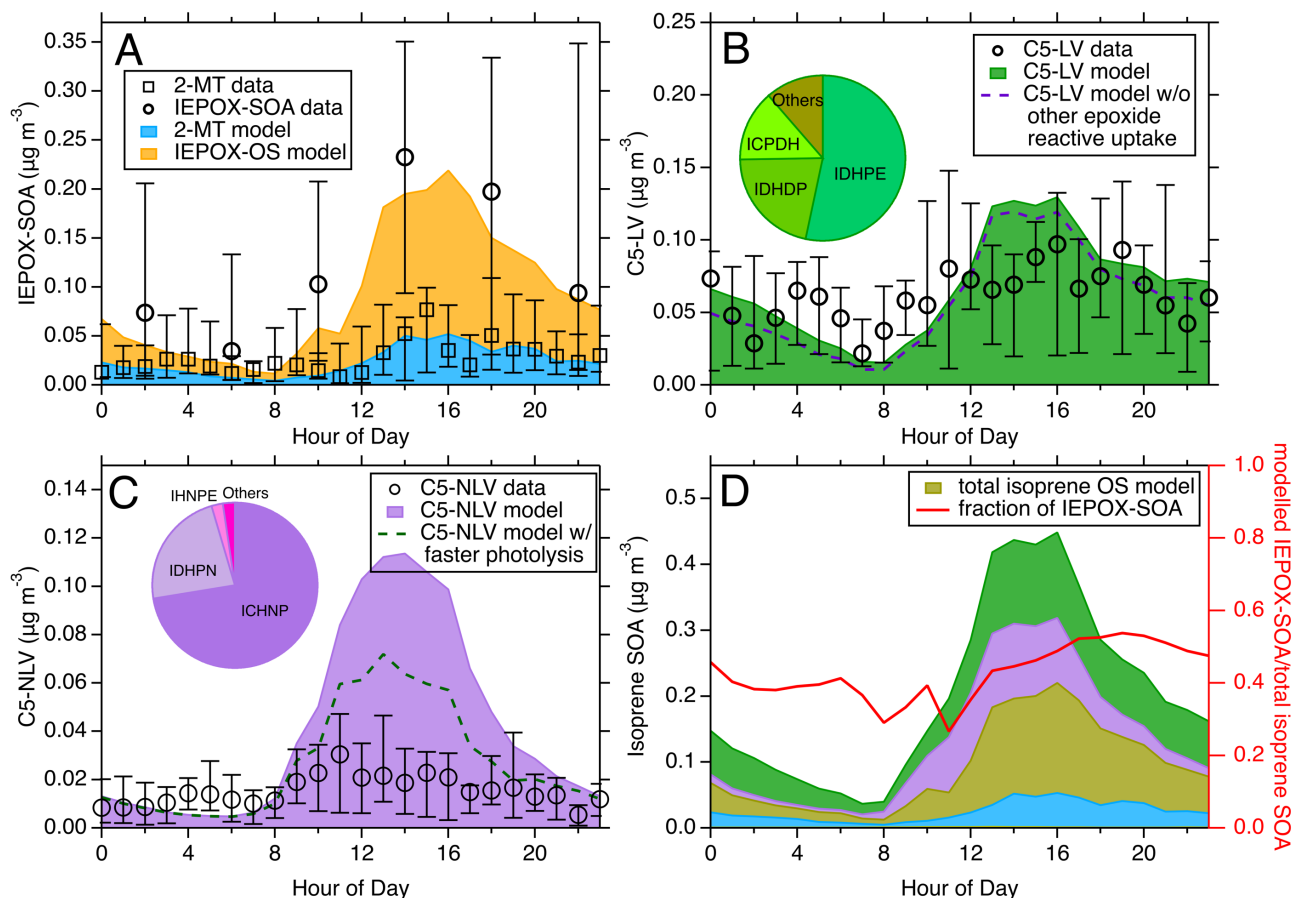 A
0.35
0.30
0.25
0.20
0.15
0.10
0.05
0.00
IEPOX-SOA (µg m⁻³)
2-MT data
IEPOX-SOA data
2-MT model
IEPOX-OS model
0 4 8 12 16 20
Hour of Day
B
0.25
0.20
0.15
0.10
0.05
0.00
C5-LV (µg m⁻³)
Others
ICPDH
IDHDP
IDHPE
C5-LV data
C5-LV model
C5-LV model w/o
other epoxide
reactive uptake
0 4 8 12 16 20
Hour of Day
C
0.14
0.12
0.10
0.08
0.06
0.04
0.02
0.00
C5-NLV (µg m⁻³)
IHNPE Others
IDHPN
ICHNP
C5-NLV data
C5-NLV model
C5-NLV model w/
faster photolysis
0 4 8 12 16 20
Hour of Day
D
0.5
0.4
0.3
0.2
0.1
0.0
Isoprene SOA (µg m⁻³)
total isoprene OS model
fraction of IEPOX-SOA
1.0
0.8
0.6
0.4
0.2
0.0
modelled IEPOX-SOA/total isoprene SOA
0 4 8 12 16 20
Hour of Day